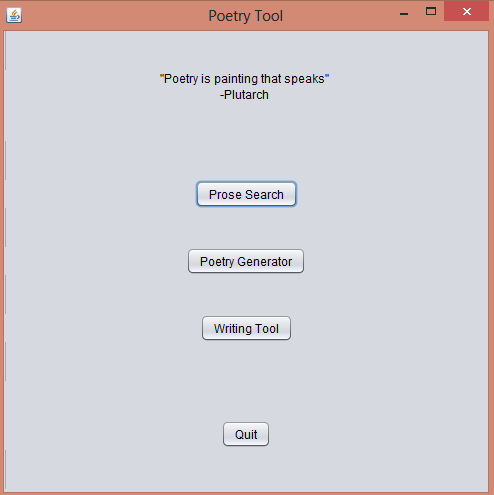 Poetry Tool
"Poetry is painting that speaks"
-Plutarch
Prose Search
Poetry Generator
Writing Tool
Quit